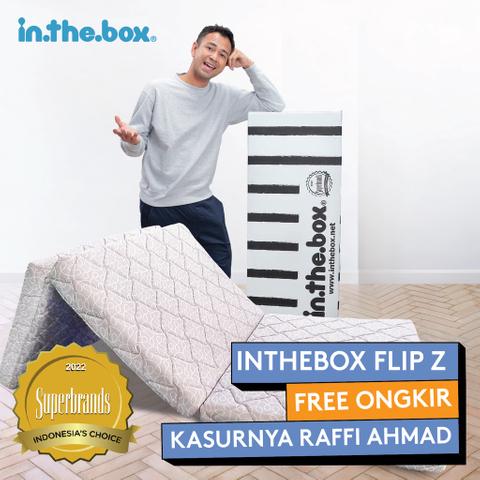 in.the.box®
in.the.box®
www.inthebox.net
Superbrands
2022
Superbrands
INDONESIA'S CHOICE
INTHEBOX FLIP Z
FREE ONGKIR
KASURNYA RAFFI AHMAD